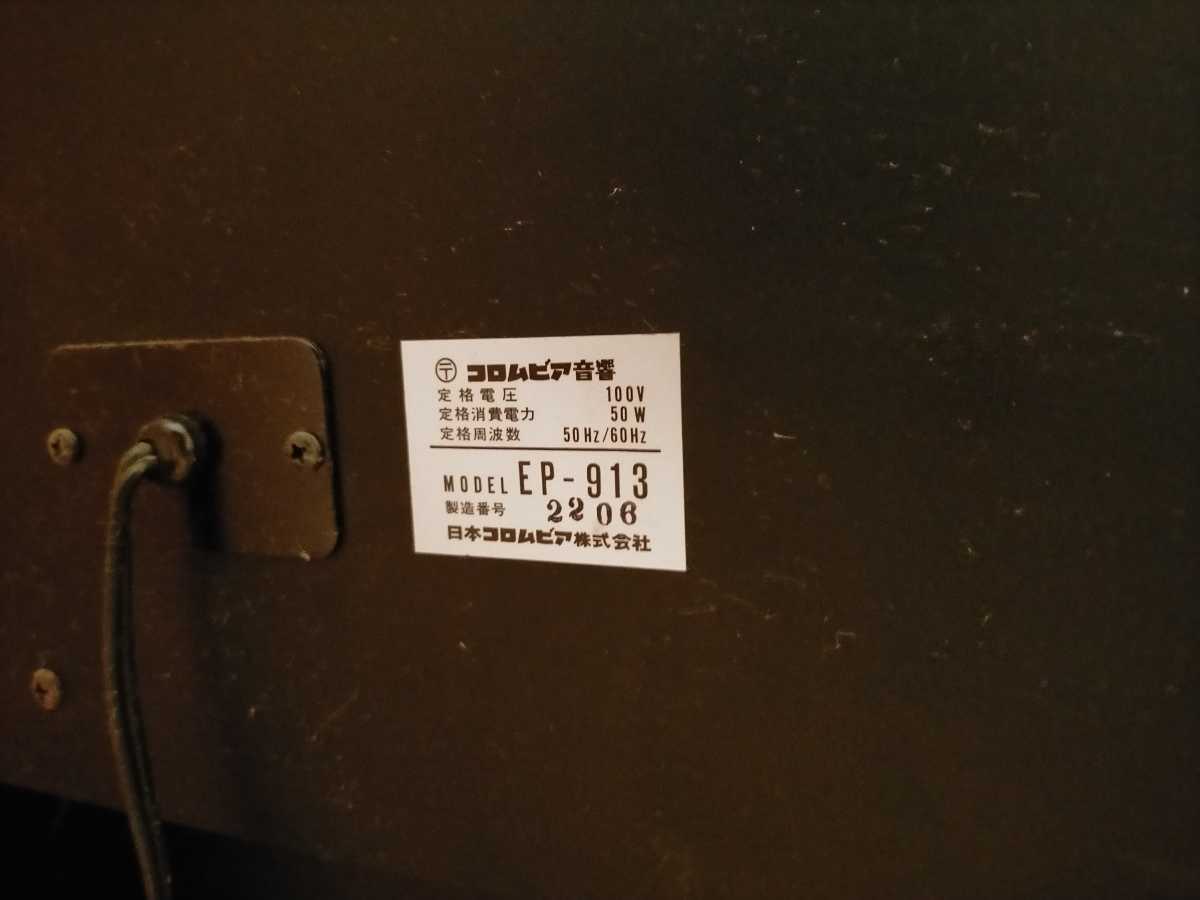 〒 コロムビア音響
定格電圧 100V
定格消費電力 50W
定格周波数 50Hz/60Hz
MODEL EP-913
製造番号 2206
日本コロムビア株式会社